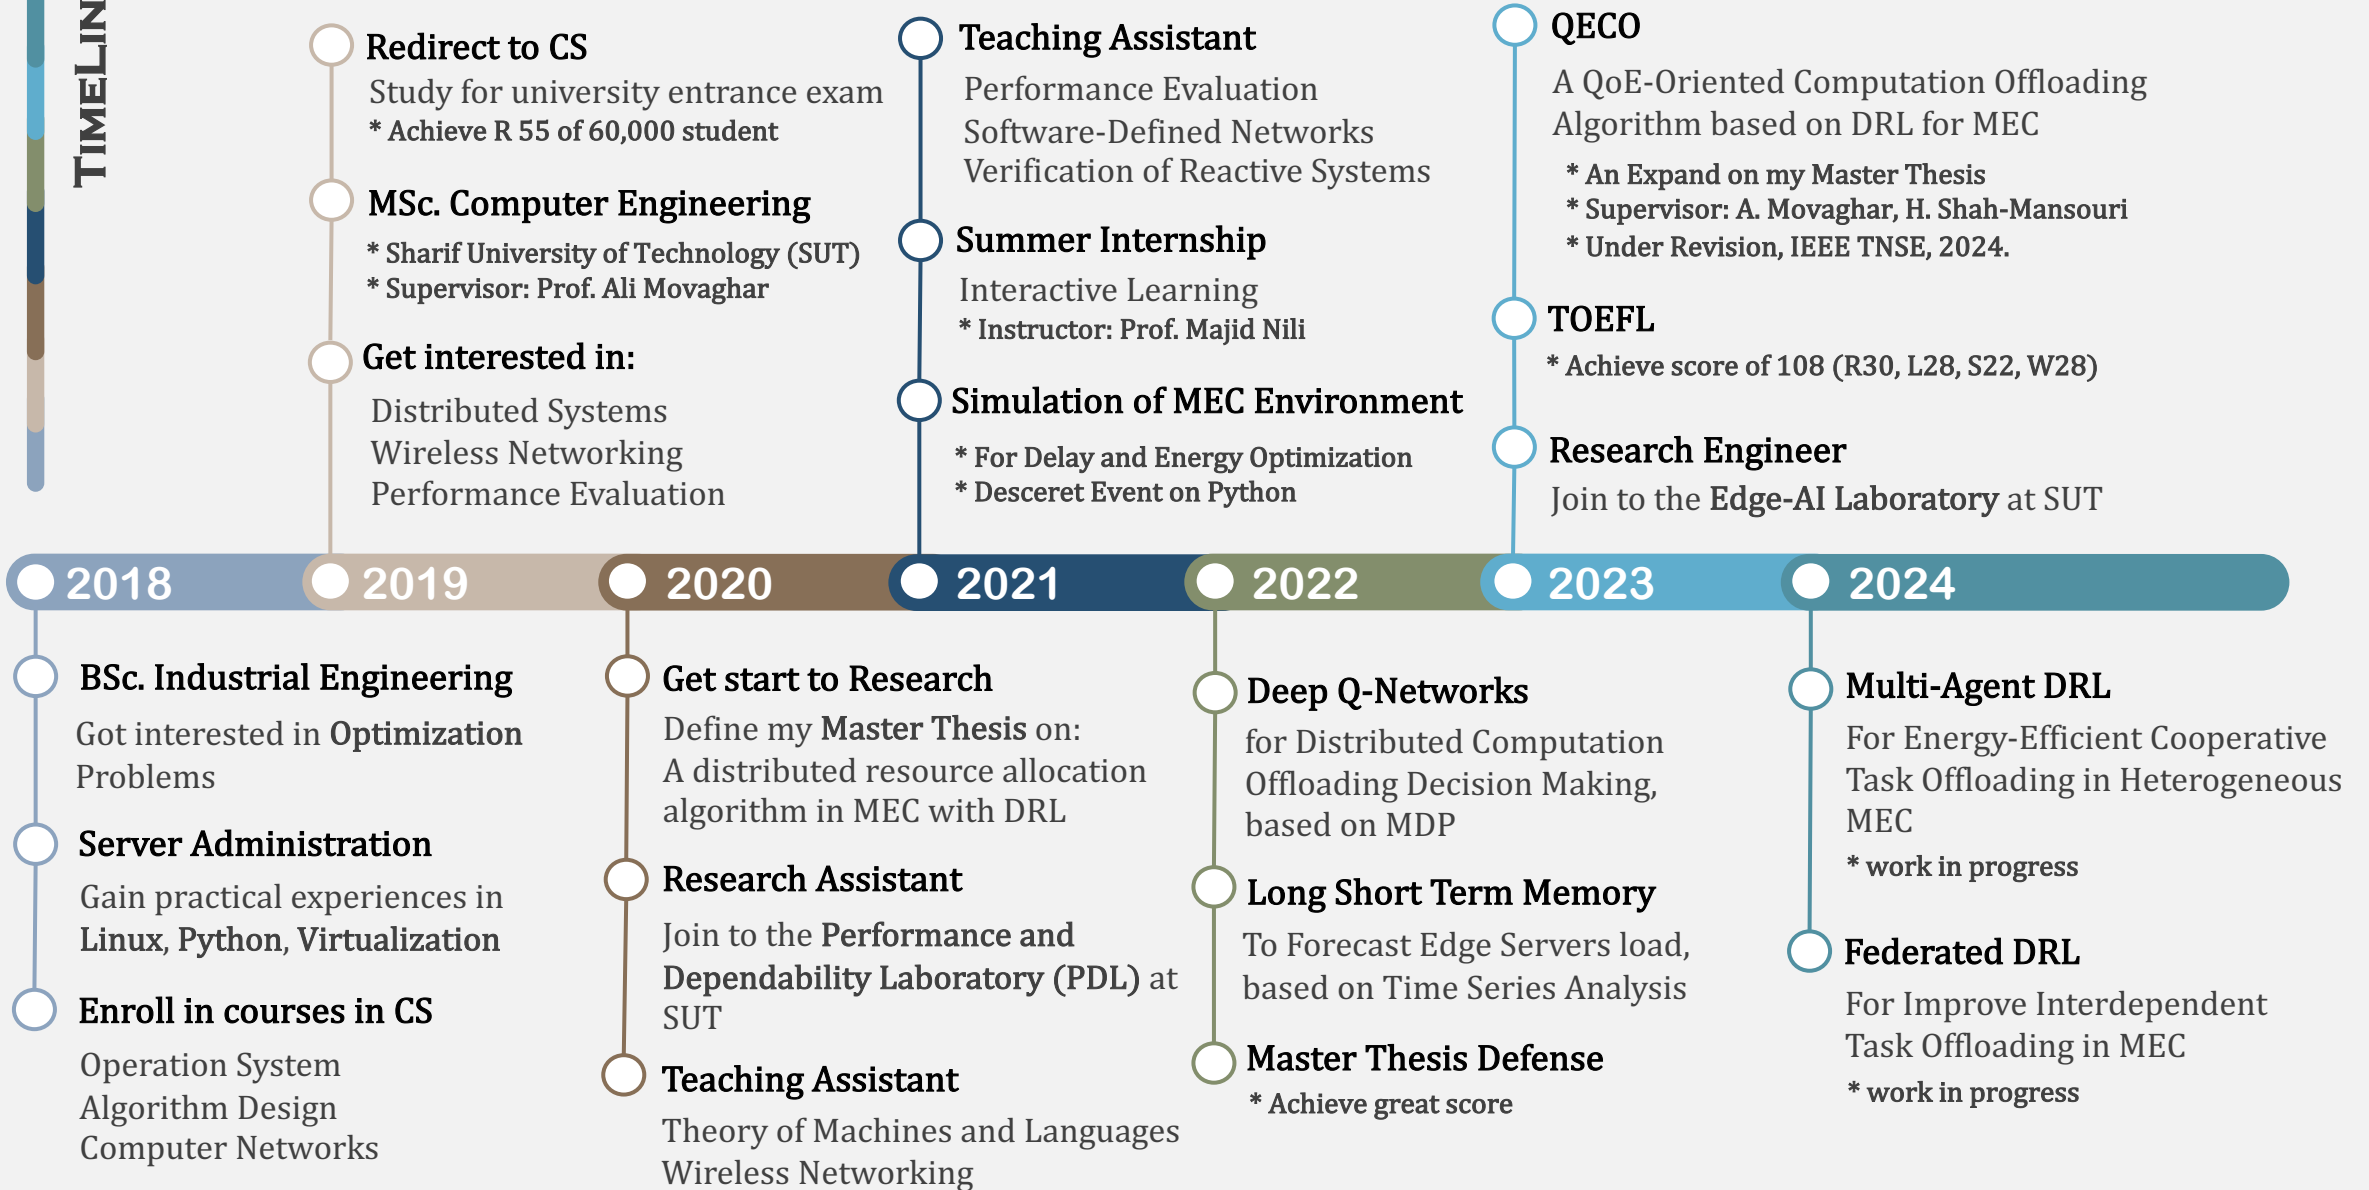 TIMELIN
Redirect to CS
Study for university entrance exam
* Achieve R 55 of 60,000 student
MSc. Computer Engineering
* Sharif University of Technology (SUT)
* Supervisor: Prof. Ali Movaghar
Get interested in:
Distributed Systems
Wireless Networking
Performance Evaluation
Teaching Assistant
Performance Evaluation
Software-Defined Networks
Verification of Reactive Systems
Summer Internship
Interactive Learning
* Instructor: Prof. Majid Nili
Simulation of MEC Environment
* For Delay and Energy Optimization
* Desceret Event on Python
QECO
A QoE-Oriented Computation Offloading
Algorithm based on DRL for MEC
* An Expand on my Master Thesis
* Supervisor: A. Movaghar, H. Shah-Mansouri
* Under Revision, IEEE TNSE, 2024.
TOEFL
* Achieve score of 108 (R30, L28, S22, W28)
Research Engineer
Join to the Edge-AI Laboratory at SUT
2018
2019
2020
2021
2022
2023
2024
BSc. Industrial Engineering
Got interested in Optimization
Problems
Server Administration
Gain practical experiences in
Linux, Python, Virtualization
Enroll in courses in CS
Operation System
Algorithm Design
Computer Networks
Get start to Research
Define my Master Thesis on:
A distributed resource allocation
algorithm in MEC with DRL
Research Assistant
Join to the Performance and
Dependability Laboratory (PDL) at
SUT
Teaching Assistant
Theory of Machines and Languages
Wireless Networking
Deep Q-Networks
for Distributed Computation
Offloading Decision Making,
based on MDP
Long Short Term Memory
To Forecast Edge Servers load,
based on Time Series Analysis
Master Thesis Defense
* Achieve great score
Multi-Agent DRL
For Energy-Efficient Cooperative
Task Offloading in Heterogeneous
MEC
* work in progress
Federated DRL
For Improve Interdependent
Task Offloading in MEC
* work in progress